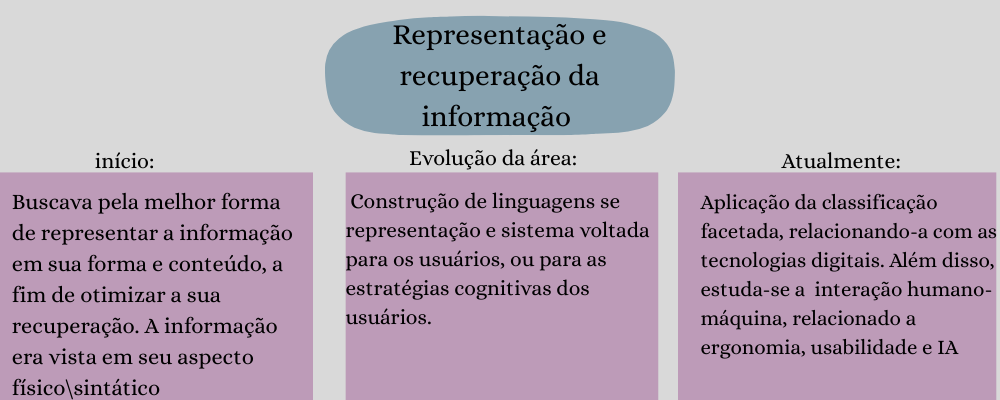 Representação e
recuperação da
informação
início:
Buscava pela melhor forma
de representar a informação
em sua forma e conteúdo, a
fim de otimizar a sua
recuperação. A informação
era vista em seu aspecto
físico\sintático
Evolução da área:
Construção de linguagens se
representação e sistema voltada
para os usuários, ou para as
estratégias cognitivas dos
usuários.
Atualmente:
Aplicação da classificação
facetada, relacionando-a com as
tecnologias digitais. Além disso,
estuda-se a  interação humano-
máquina, relacionado a
ergonomia, usabilidade e IA